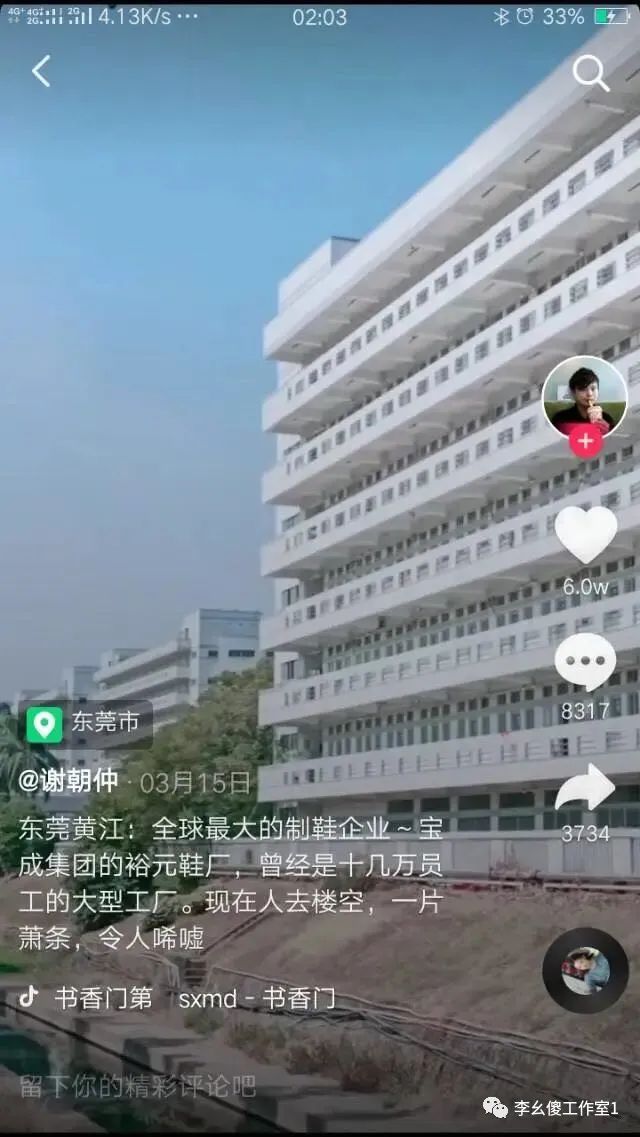 4G+ 4G+ 2G 2G 4.13K/s ··· 02:03 33%
6.0w
8317
3734
东莞市
@谢朝仲 · 03月15日
东莞黄江：全球最大的制鞋企业～宝
成集团的裕元鞋厂，曾经是十几万员
工的大型工厂。现在人去楼空，一片
萧条，令人唏嘘
书香门第 sxmd - 书香门
留下你的精彩评论吧
李幺傻工作室1